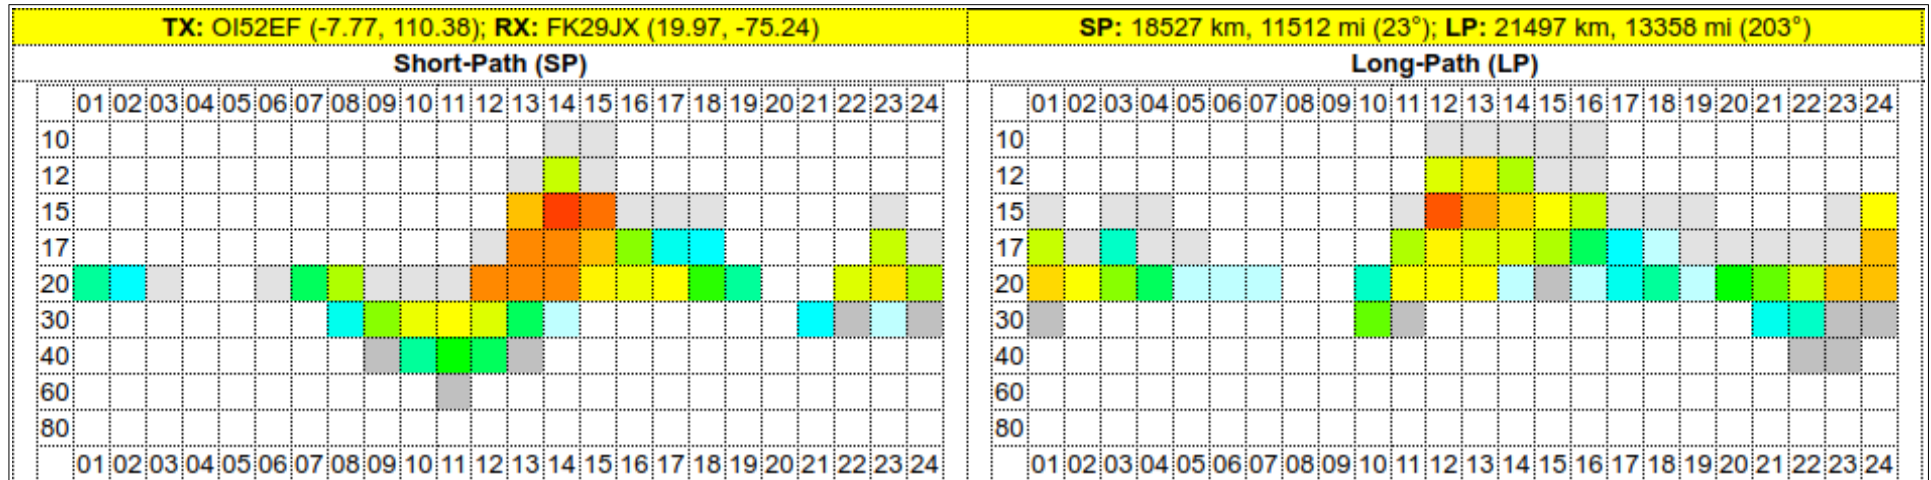 TX: OI52EF (-7.77, 110.38); RX: FK29JX (19.97, -75.24)
SP: 18527 km, 11512 mi (23°); LP: 21497 km, 13358 mi (203°)
Short-Path (SP)
Long-Path (LP)
01 02 03 04 05 06 07 08 09 10 11 12 13 14 15 16 17 18 19 20 21 22 23 24
10
12
15
17
20
30
40
60
80
01 02 03 04 05 06 07 08 09 10 11 12 13 14 15 16 17 18 19 20 21 22 23 24
01 02 03 04 05 06 07 08 09 10 11 12 13 14 15 16 17 18 19 20 21 22 23 24
10
12
15
17
20
30
40
60
80
01 02 03 04 05 06 07 08 09 10 11 12 13 14 15 16 17 18 19 20 21 22 23 24